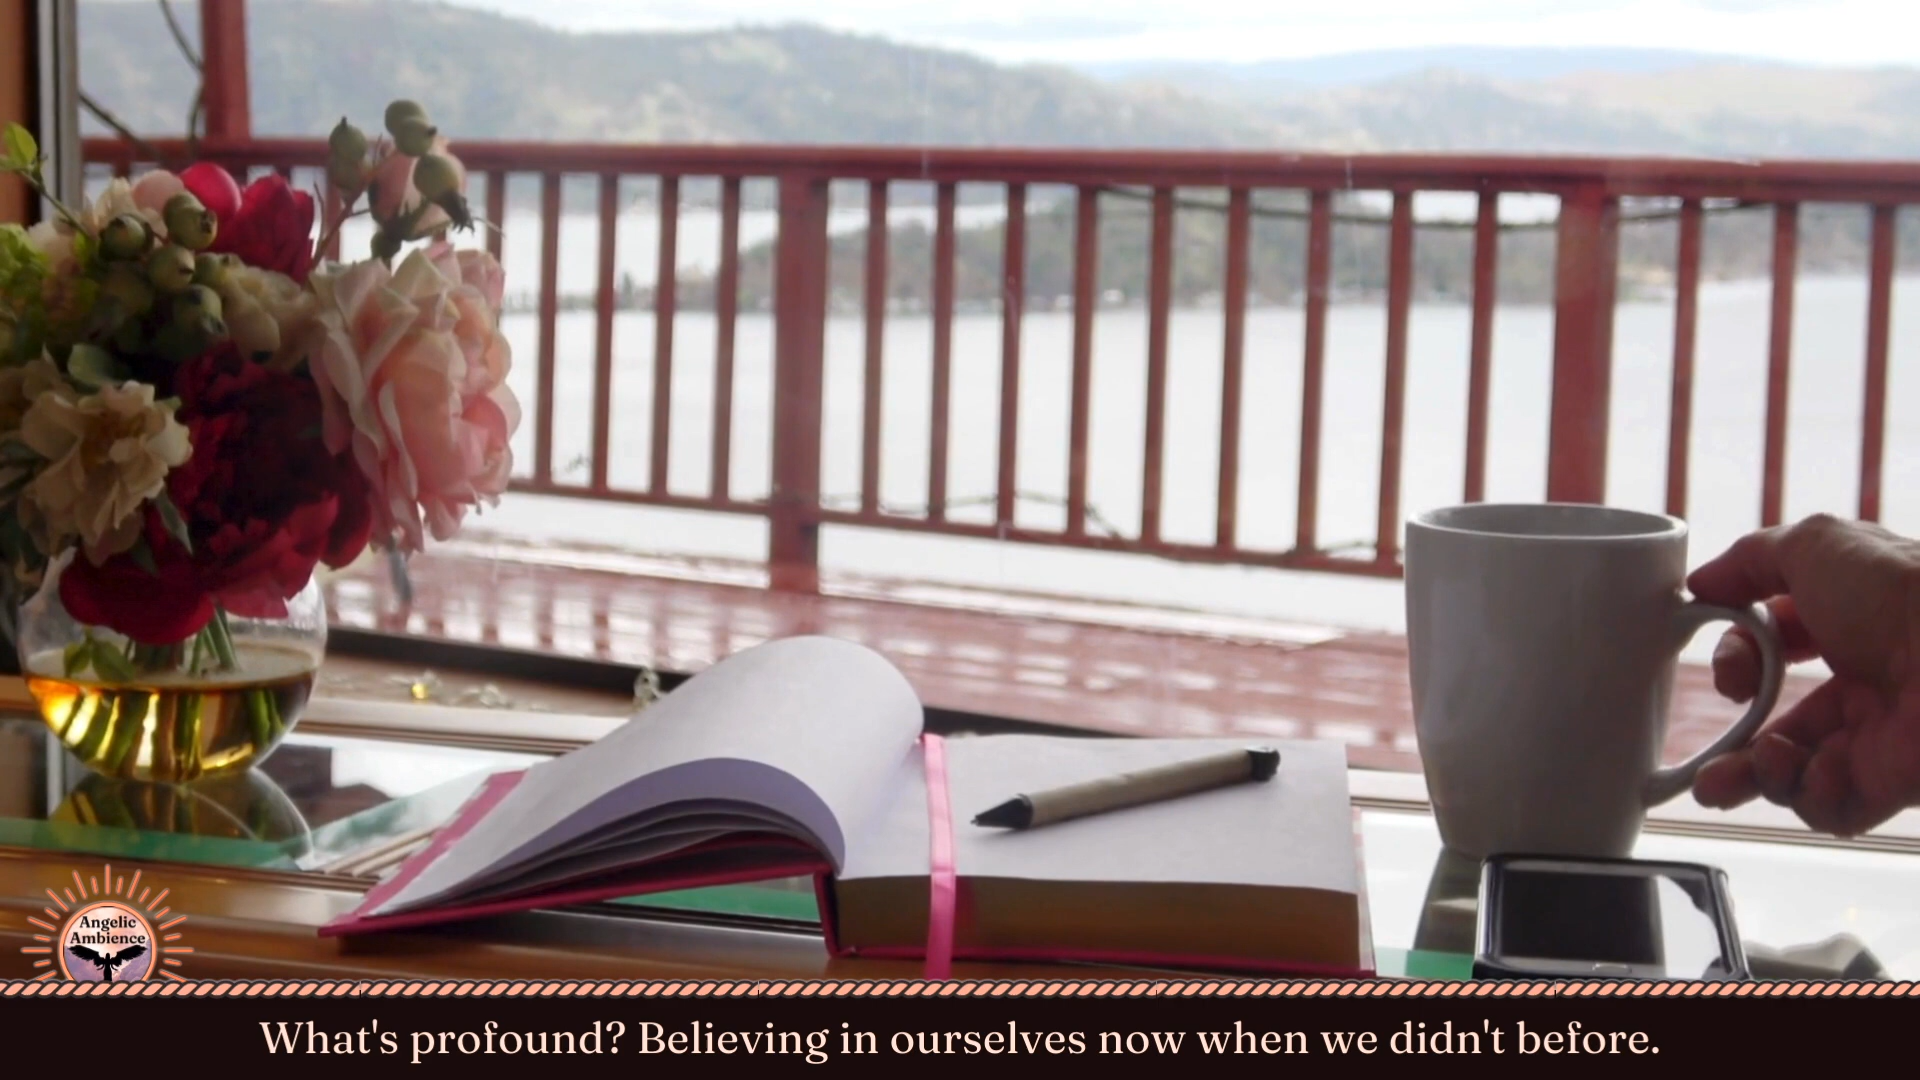 Angelic
Ambience
What's profound? Believing in ourselves now when we didn't before.